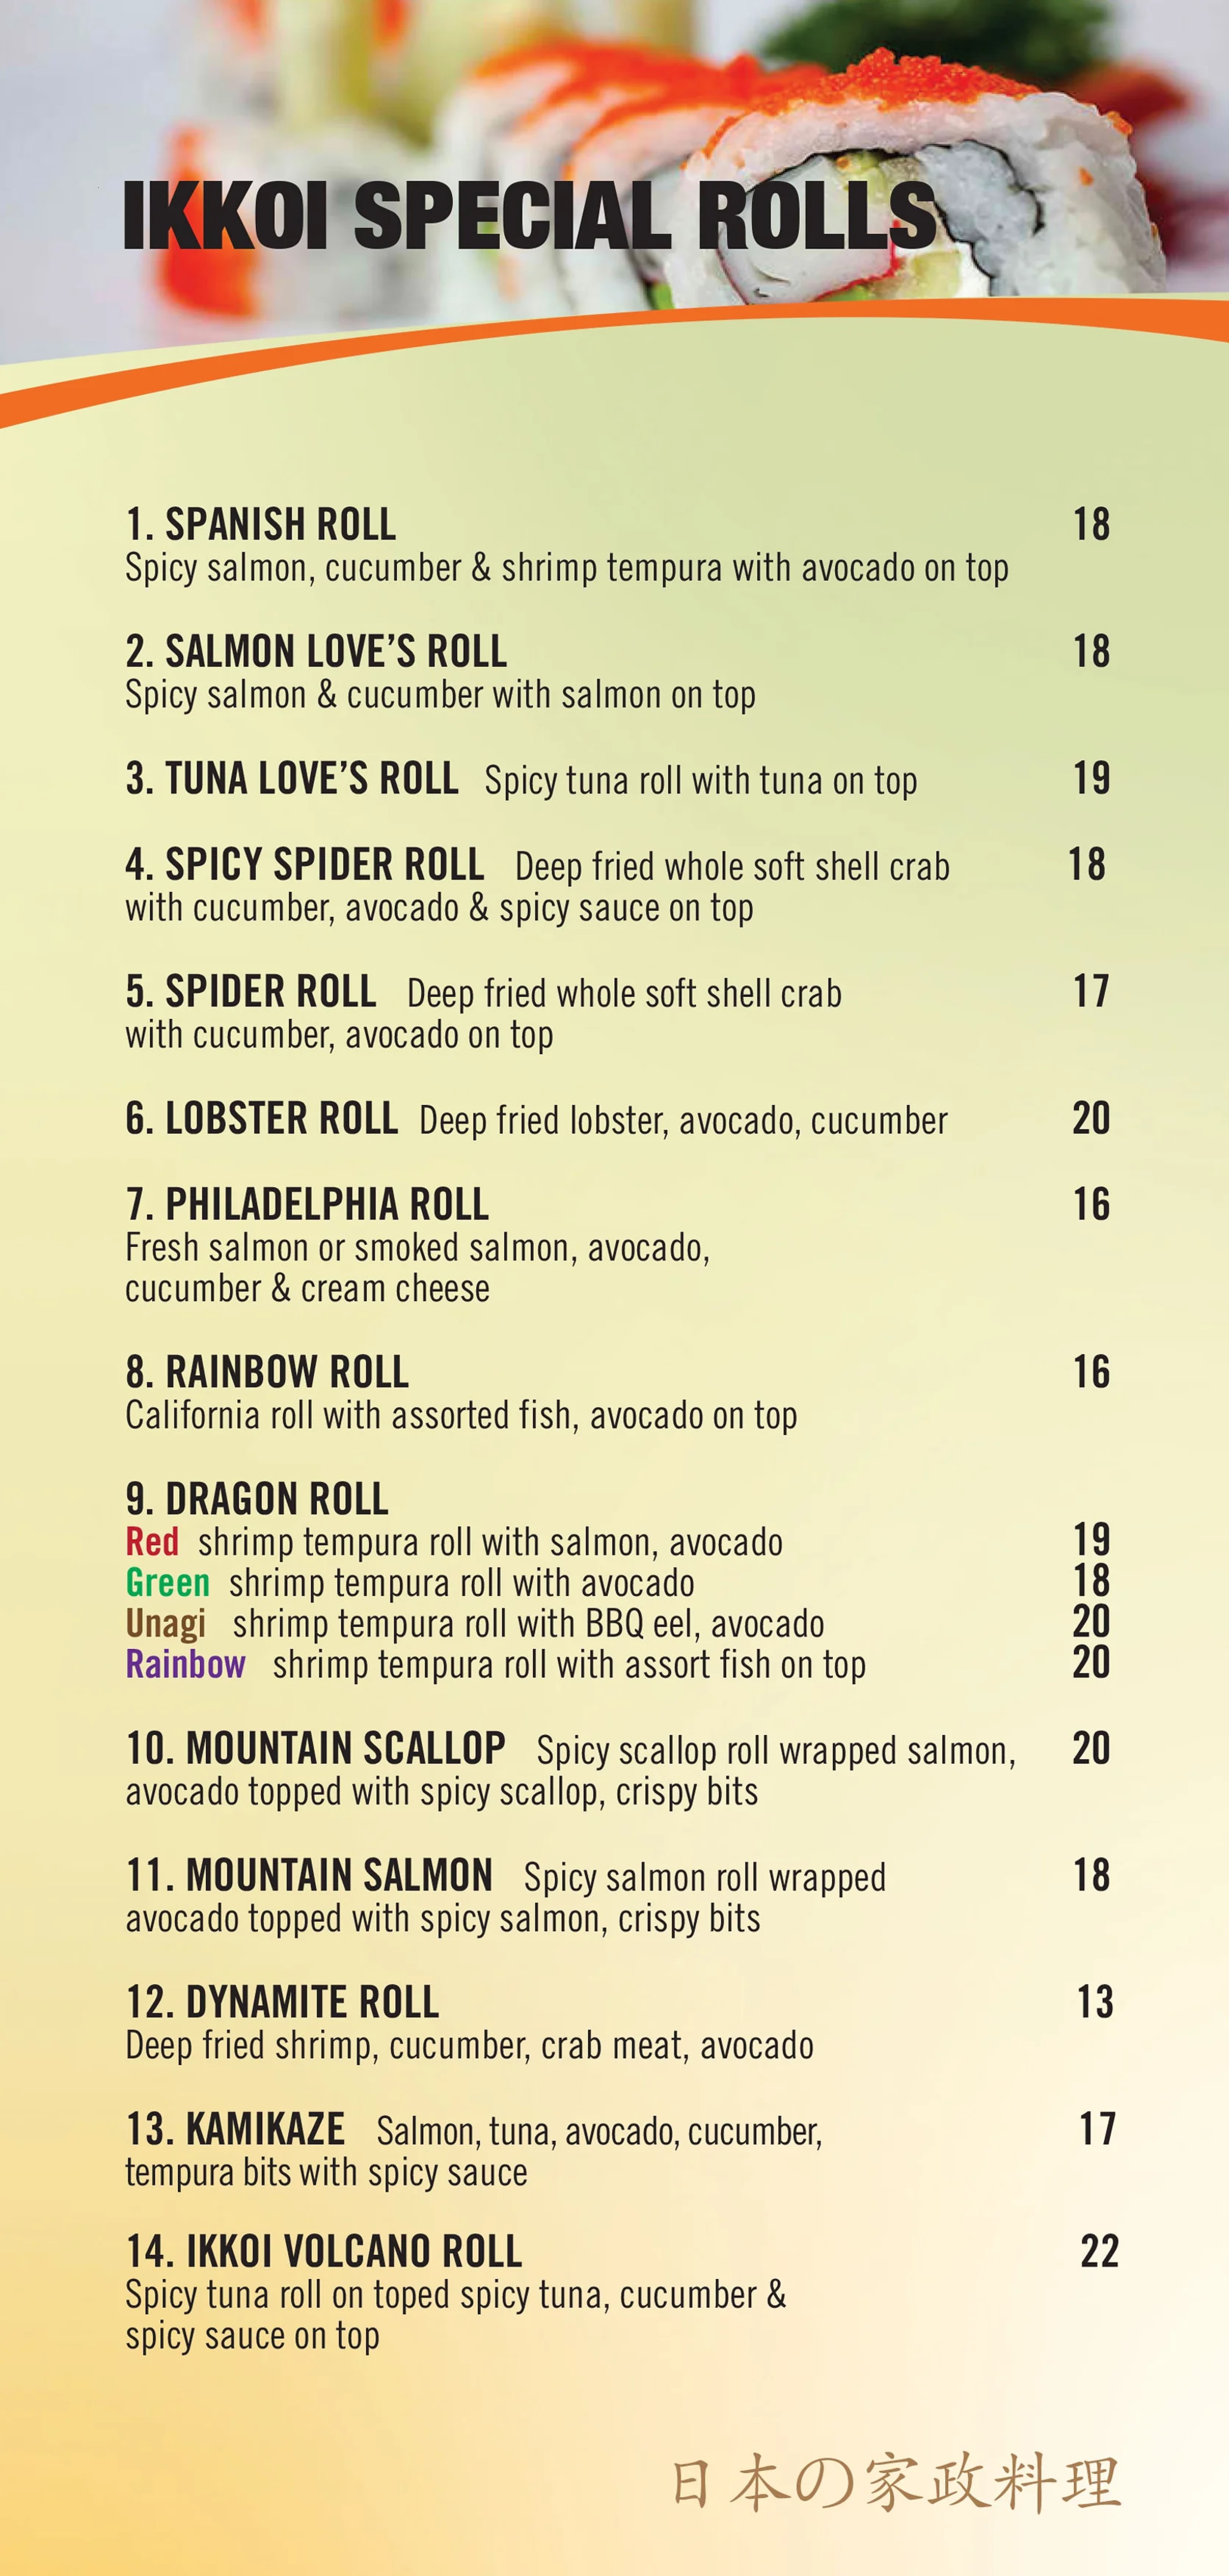 IKKOI SPECIAL ROLLS
1. SPANISH ROLL 18
Spicy salmon, cucumber & shrimp tempura with avocado on top
2. SALMON LOVE'S ROLL 18
Spicy salmon & cucumber with salmon on top
3. TUNA LOVE'S ROLL Spicy tuna roll with tuna on top 19
4. SPICY SPIDER ROLL Deep fried whole soft shell crab 18
with cucumber, avocado & spicy sauce on top
5. SPIDER ROLL Deep fried whole soft shell crab 17
with cucumber, avocado on top
6. LOBSTER ROLL Deep fried lobster, avocado, cucumber 20
7. PHILADELPHIA ROLL 16
Fresh salmon or smoked salmon, avocado,
cucumber & cream cheese
8. RAINBOW ROLL 16
California roll with assorted fish, avocado on top
9. DRAGON ROLL
Red shrimp tempura roll with salmon, avocado 19
Green shrimp tempura roll with avocado 18
Unagi shrimp tempura roll with BBQ eel, avocado 20
Rainbow shrimp tempura roll with assort fish on top 20
10. MOUNTAIN SCALLOP Spicy scallop roll wrapped salmon, 20
avocado topped with spicy scallop, crispy bits
11. MOUNTAIN SALMON Spicy salmon roll wrapped 18
avocado topped with spicy salmon, crispy bits
12. DYNAMITE ROLL 13
Deep fried shrimp, cucumber, crab meat, avocado
13. KAMIKAZE Salmon, tuna, avocado, cucumber, 17
tempura bits with spicy sauce
14. IKKOI VOLCANO ROLL 22
Spicy tuna roll on toped spicy tuna, cucumber &
spicy sauce on top
日本の家政料理